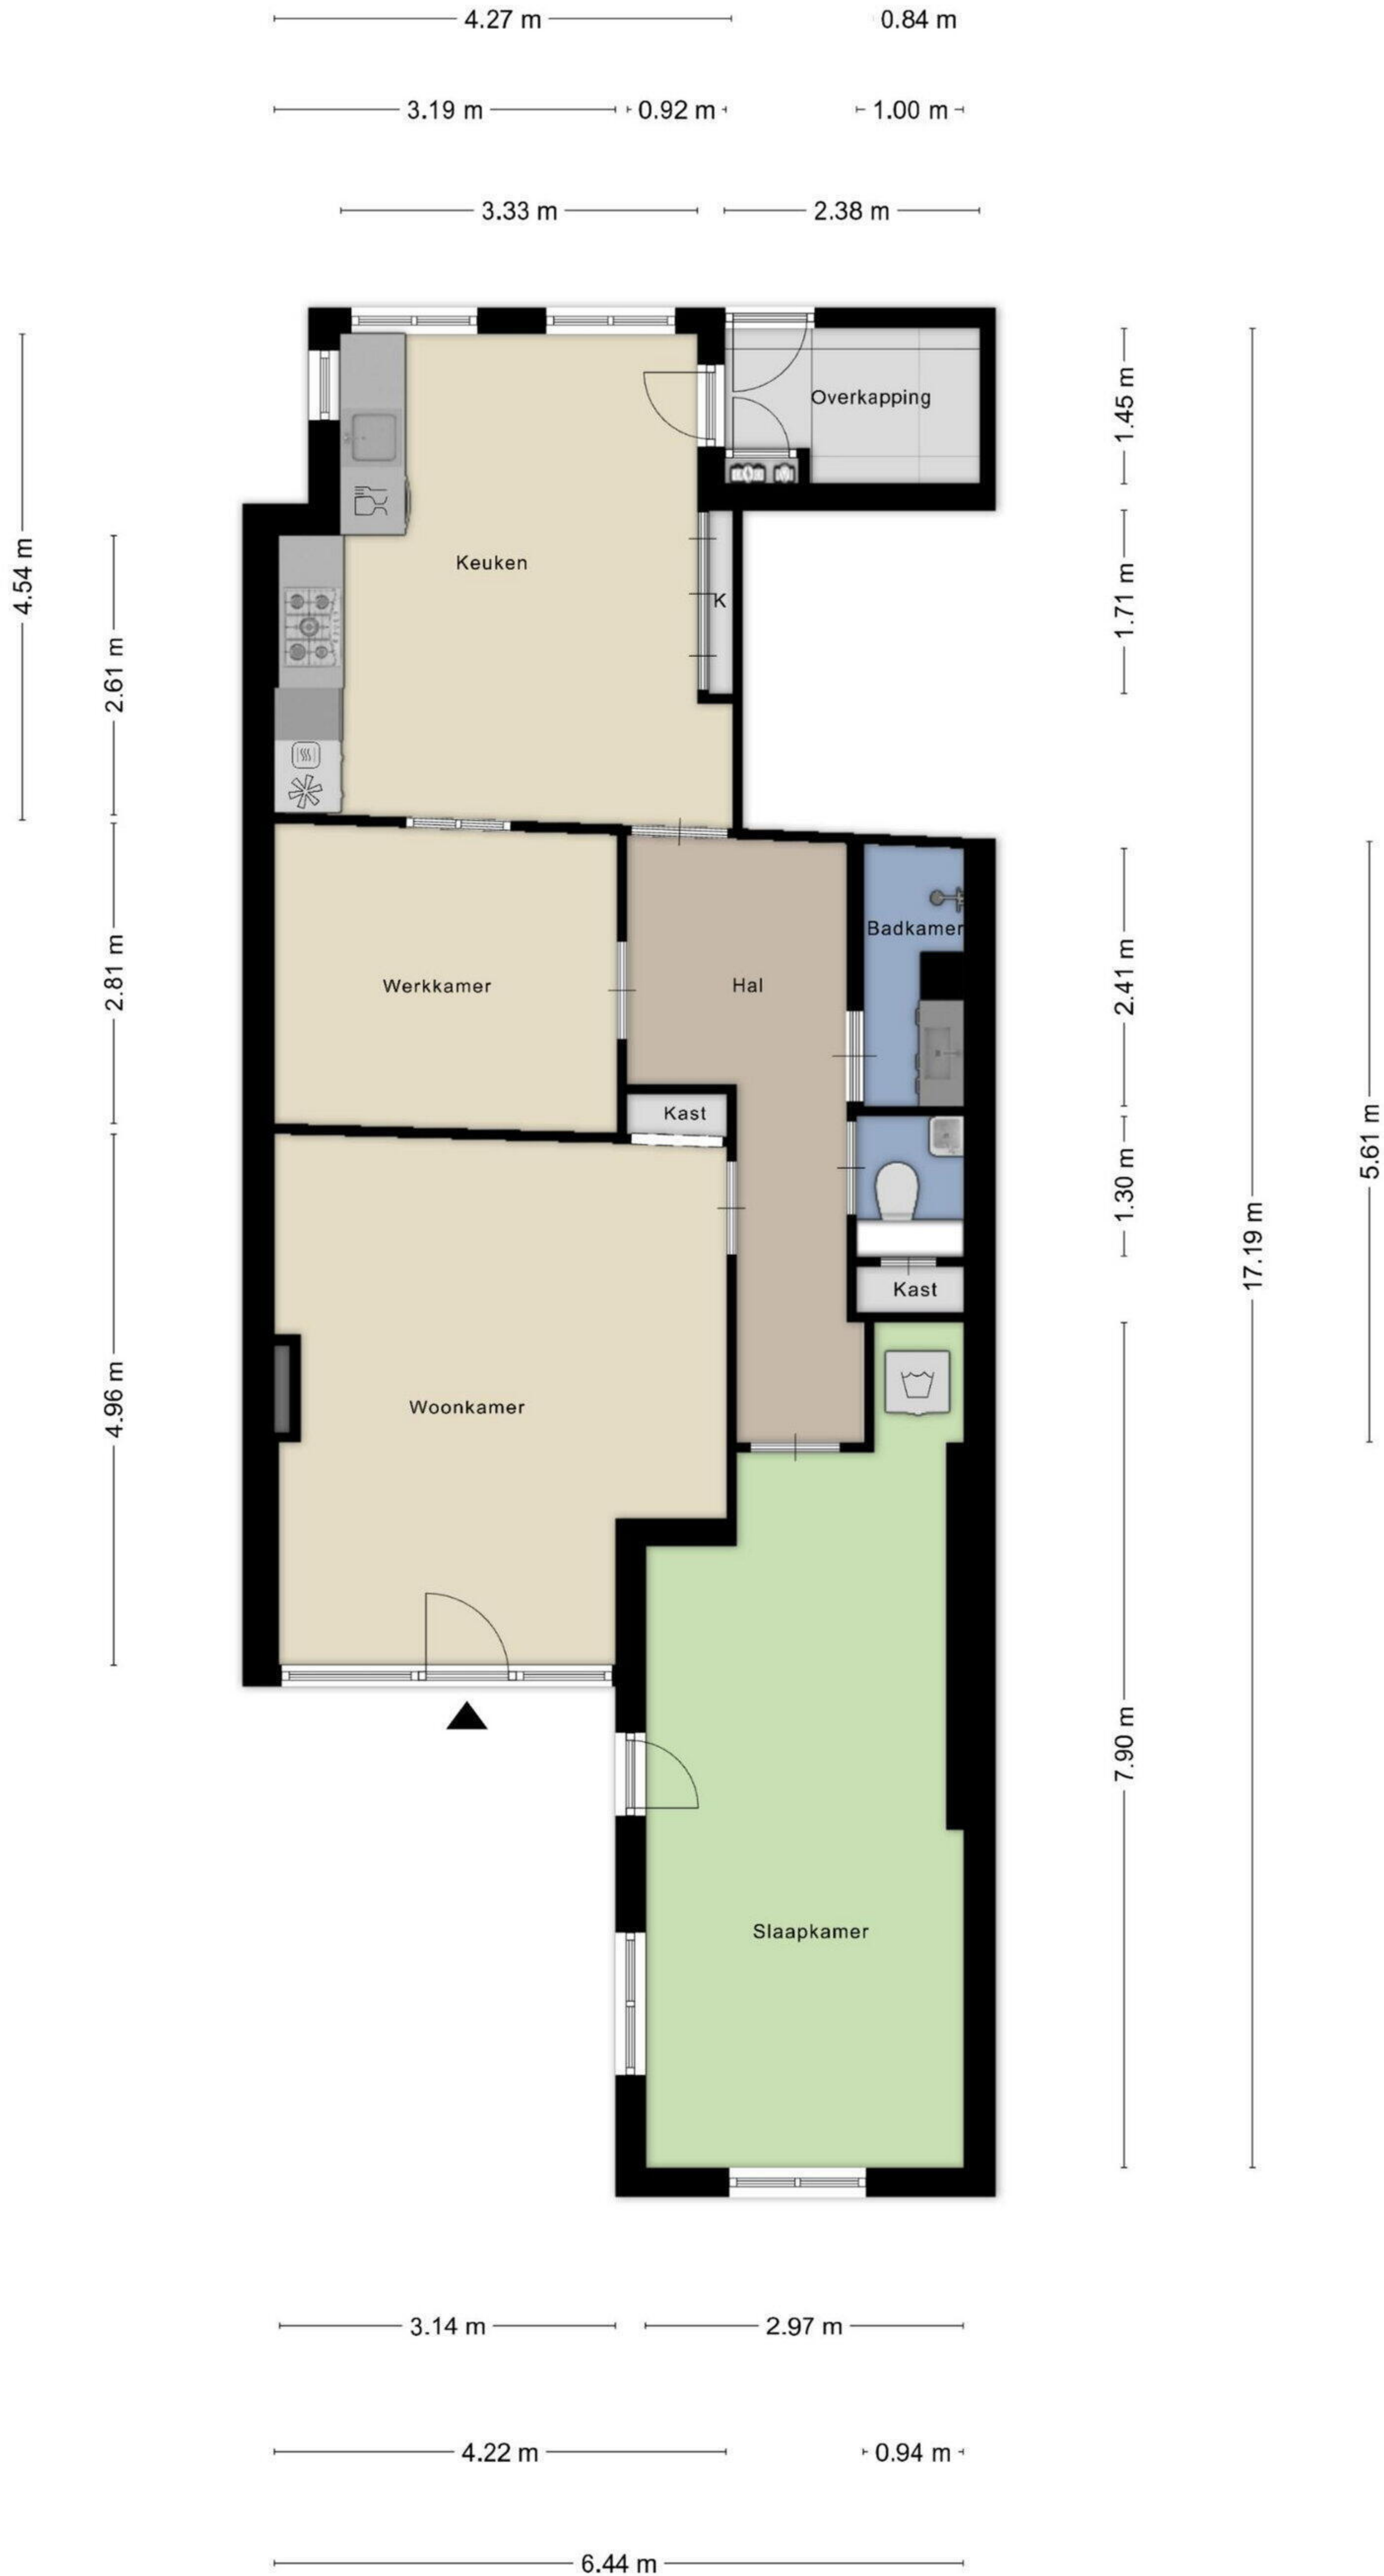 4.27 m
0.84 m
3.19 m
0.92 m
1.00 m
3.33 m
2.38 m
Overkapping
1.45 m
4.54 m
Keuken
K
1.71 m
2.61 m
Badkamer
Werkkamer
Hal
2.81 m
2.41 m
Kast
1.30 m
5.61 m
17.19 m
Kast
4.96 m
Woonkamer
7.90 m
Slaapkamer
3.14 m
2.97 m
4.22 m
0.94 m
6.44 m